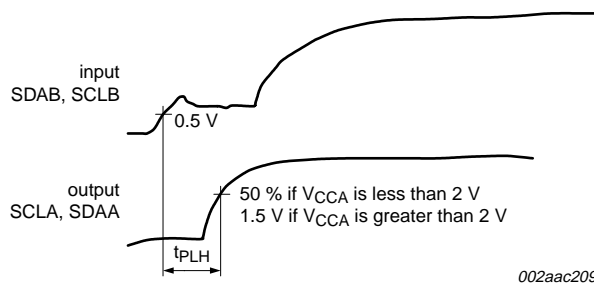 input
SDAB, SCLB
0.5 V
output
SCLA, SDAA
50 % if VCCA is less than 2 V
1.5 V if VCCA is greater than 2 V
tPLH
002aac209